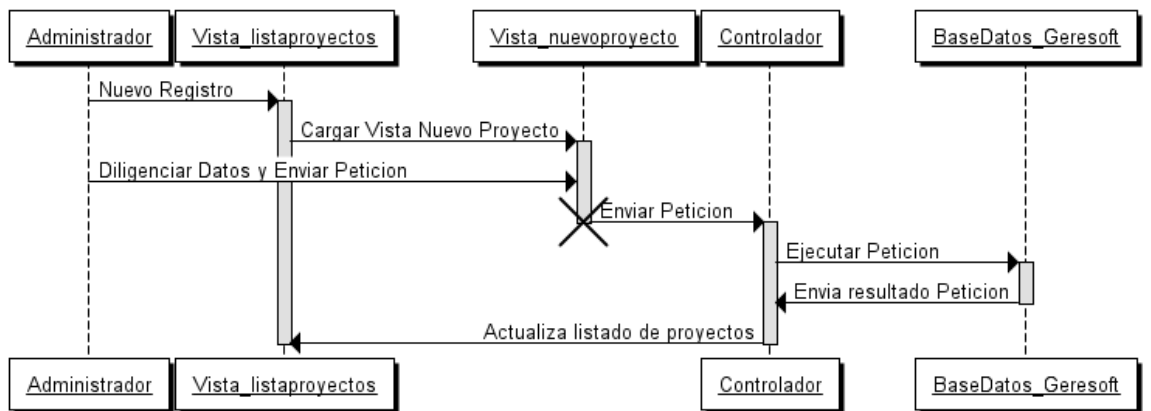 Administrador
Vista_listaproyectos
Vista_nuevoproyecto
Controlador
BaseDatos_Geresoft
Nuevo Registro
Cargar Vista Nuevo Proyecto
Diligenciar Datos y Enviar Peticion
Enviar Peticion
Ejecutar Peticion
Envia resultado Peticion
Actualiza listado de proyectos
Administrador
Vista_listaproyectos
Controlador
BaseDatos_Geresoft